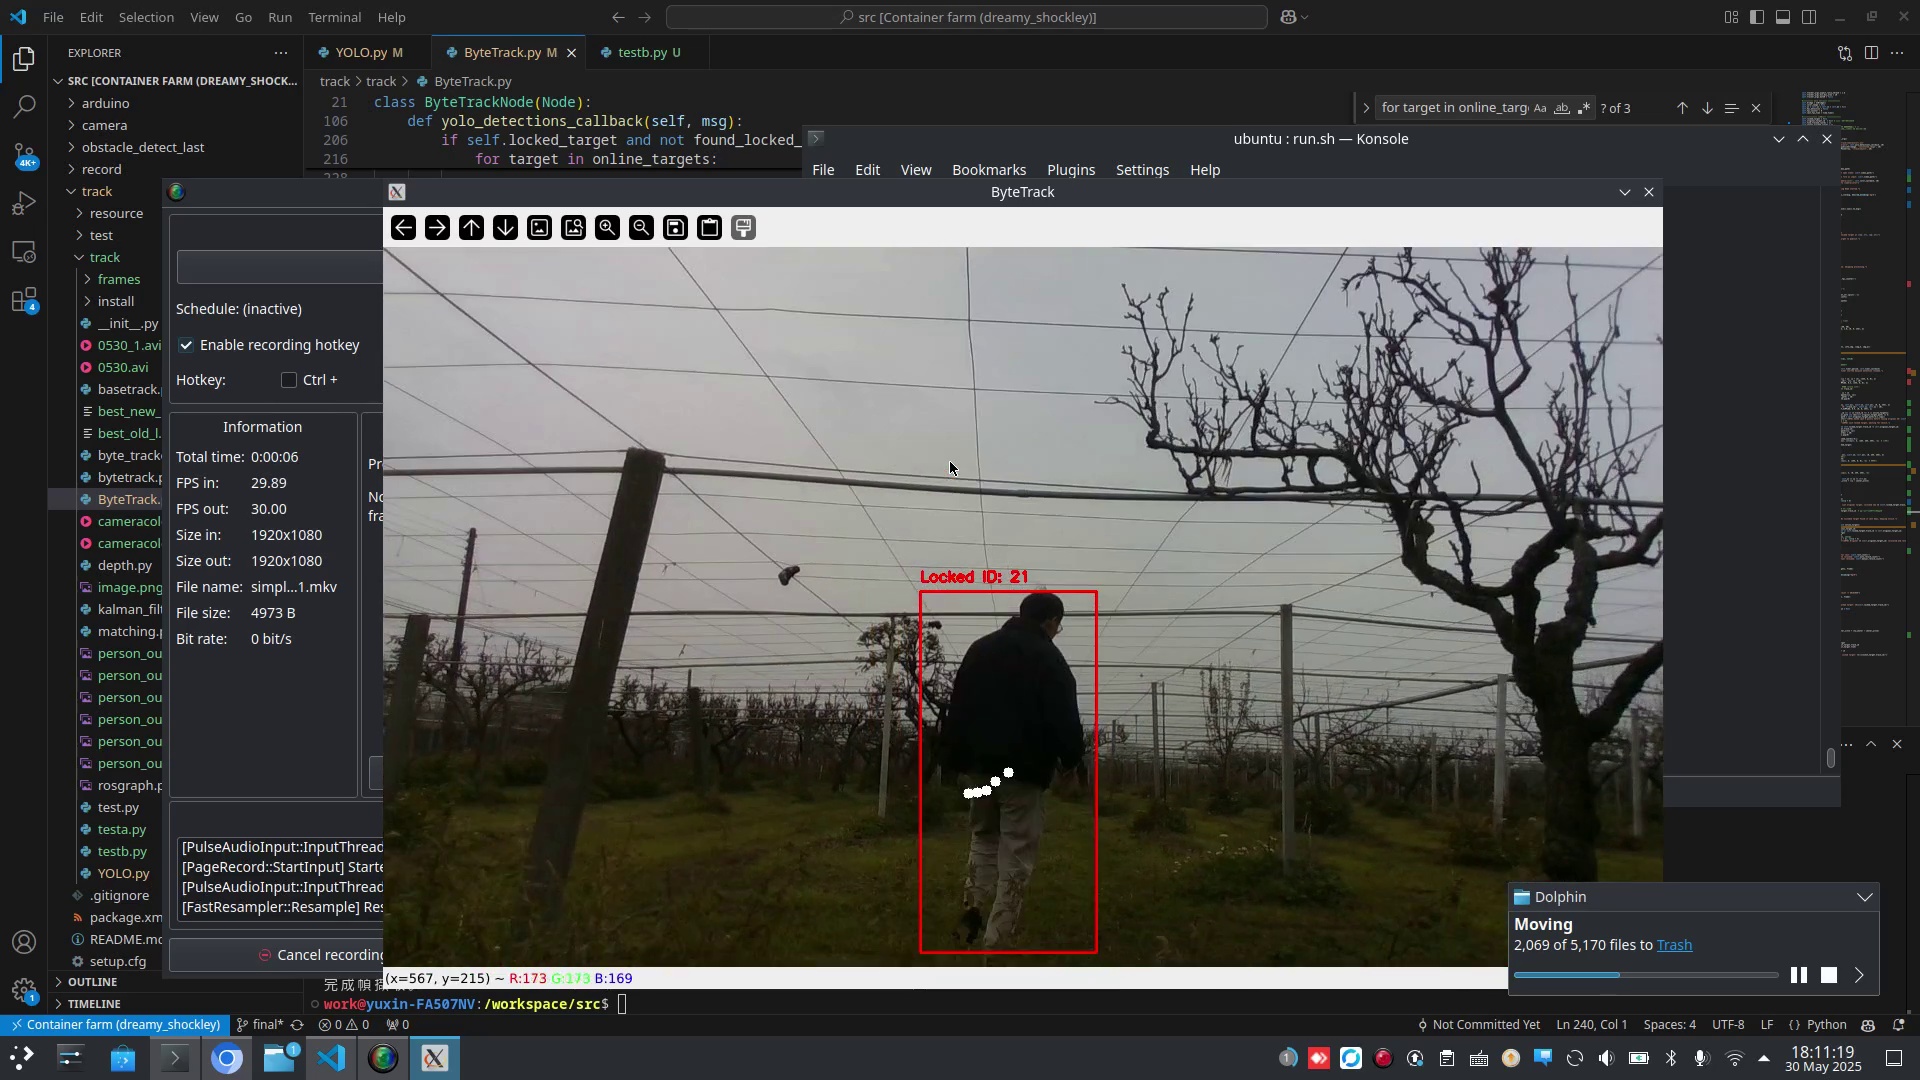 File Edit Selection View Go Run Terminal Help
src [Container farm (dreamy_shockley)]
EXPLORER
SRC [CONTAINER FARM (DREAMY_SHOCK...
arduino
camera
obstacle_detect_last
record
track
resource
test
track
frames
install
__init__.py
0530_1.avi
0530.avi
basetrack.
best_new_
best_old_l.
byte_track
bytetrack.p
ByteTrack.
cameracol
cameracol
depth.py
image.png
kalman_filt
matching.p
person_ou
person_ou
person_ou
person_ou
person_ou
person_ou
rosgraph.p
test.py
testa.py
testb.py
YOLO.py
.gitignore
package.xm
README.md
setup.cfg
OUTLINE
TIMELINE
4K+
4
1
YOLO.py M
ByteTrack.py M
testb.py U
track > track > ByteTrack.py
21 class ByteTrackNode(Node):
106 def yolo_detections_callback(self, msg):
206 if self.locked_target and not found_locked_
216 for target in online_targets:
for target in online_targ Aa ab ? of 3
ubuntu : run.sh — Konsole
File Edit View Bookmarks Plugins Settings Help
ByteTrack
Schedule: (inactive)
Enable recording hotkey
Hotkey: Ctrl +
Information
Total time: 0:00:06
FPS in: 29.89
FPS out: 30.00
Size in: 1920x1080
Size out: 1920x1080
File name: simpl...1.mkv
File size: 4973 B
Bit rate: 0 bit/s
Pr
No
fra
[PulseAudioInput::InputThread
[PageRecord::StartInput] Starte
[PulseAudioInput::InputThread
[FastResampler::Resample] Res
Cancel recording
Locked ID: 21
(x=567, y=215) ~ R:173 G:173 B:169
work@yuxin-FA507NV:/workspace/src$
Dolphin
Moving
2,069 of 5,170 files to Trash
Container farm (dreamy_shockley) final* 0 0 0
Not Committed Yet Ln 240, Col 1 Spaces: 4 UTF-8 LF {} Python
1
1
18:11:19
30 May 2025